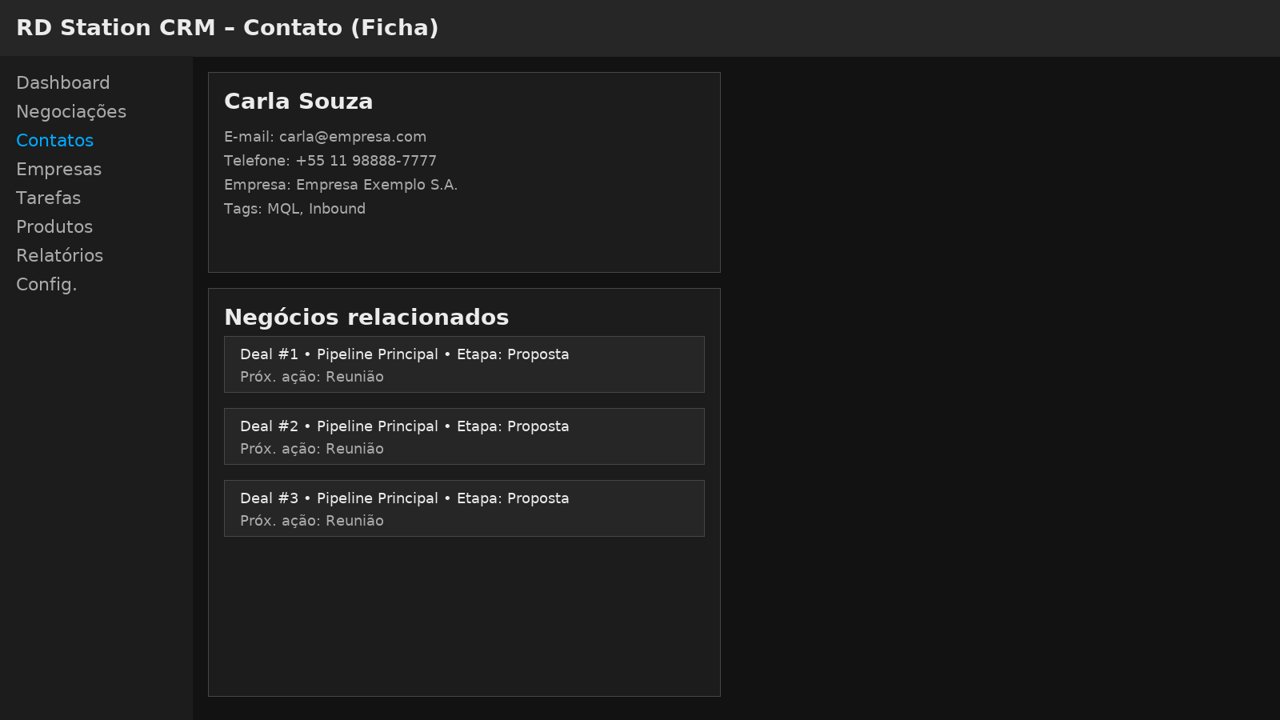 RD Station CRM – Contato (Ficha)
Dashboard
Negociações
Contatos
Empresas
Tarefas
Produtos
Relatórios
Config.
Carla Souza
E-mail: carla@empresa.com
Telefone: +55 11 98888-7777
Empresa: Empresa Exemplo S.A.
Tags: MQL, Inbound
Negócios relacionados
Deal #1 • Pipeline Principal • Etapa: Proposta
Próx. ação: Reunião
Deal #2 • Pipeline Principal • Etapa: Proposta
Próx. ação: Reunião
Deal #3 • Pipeline Principal • Etapa: Proposta
Próx. ação: Reunião